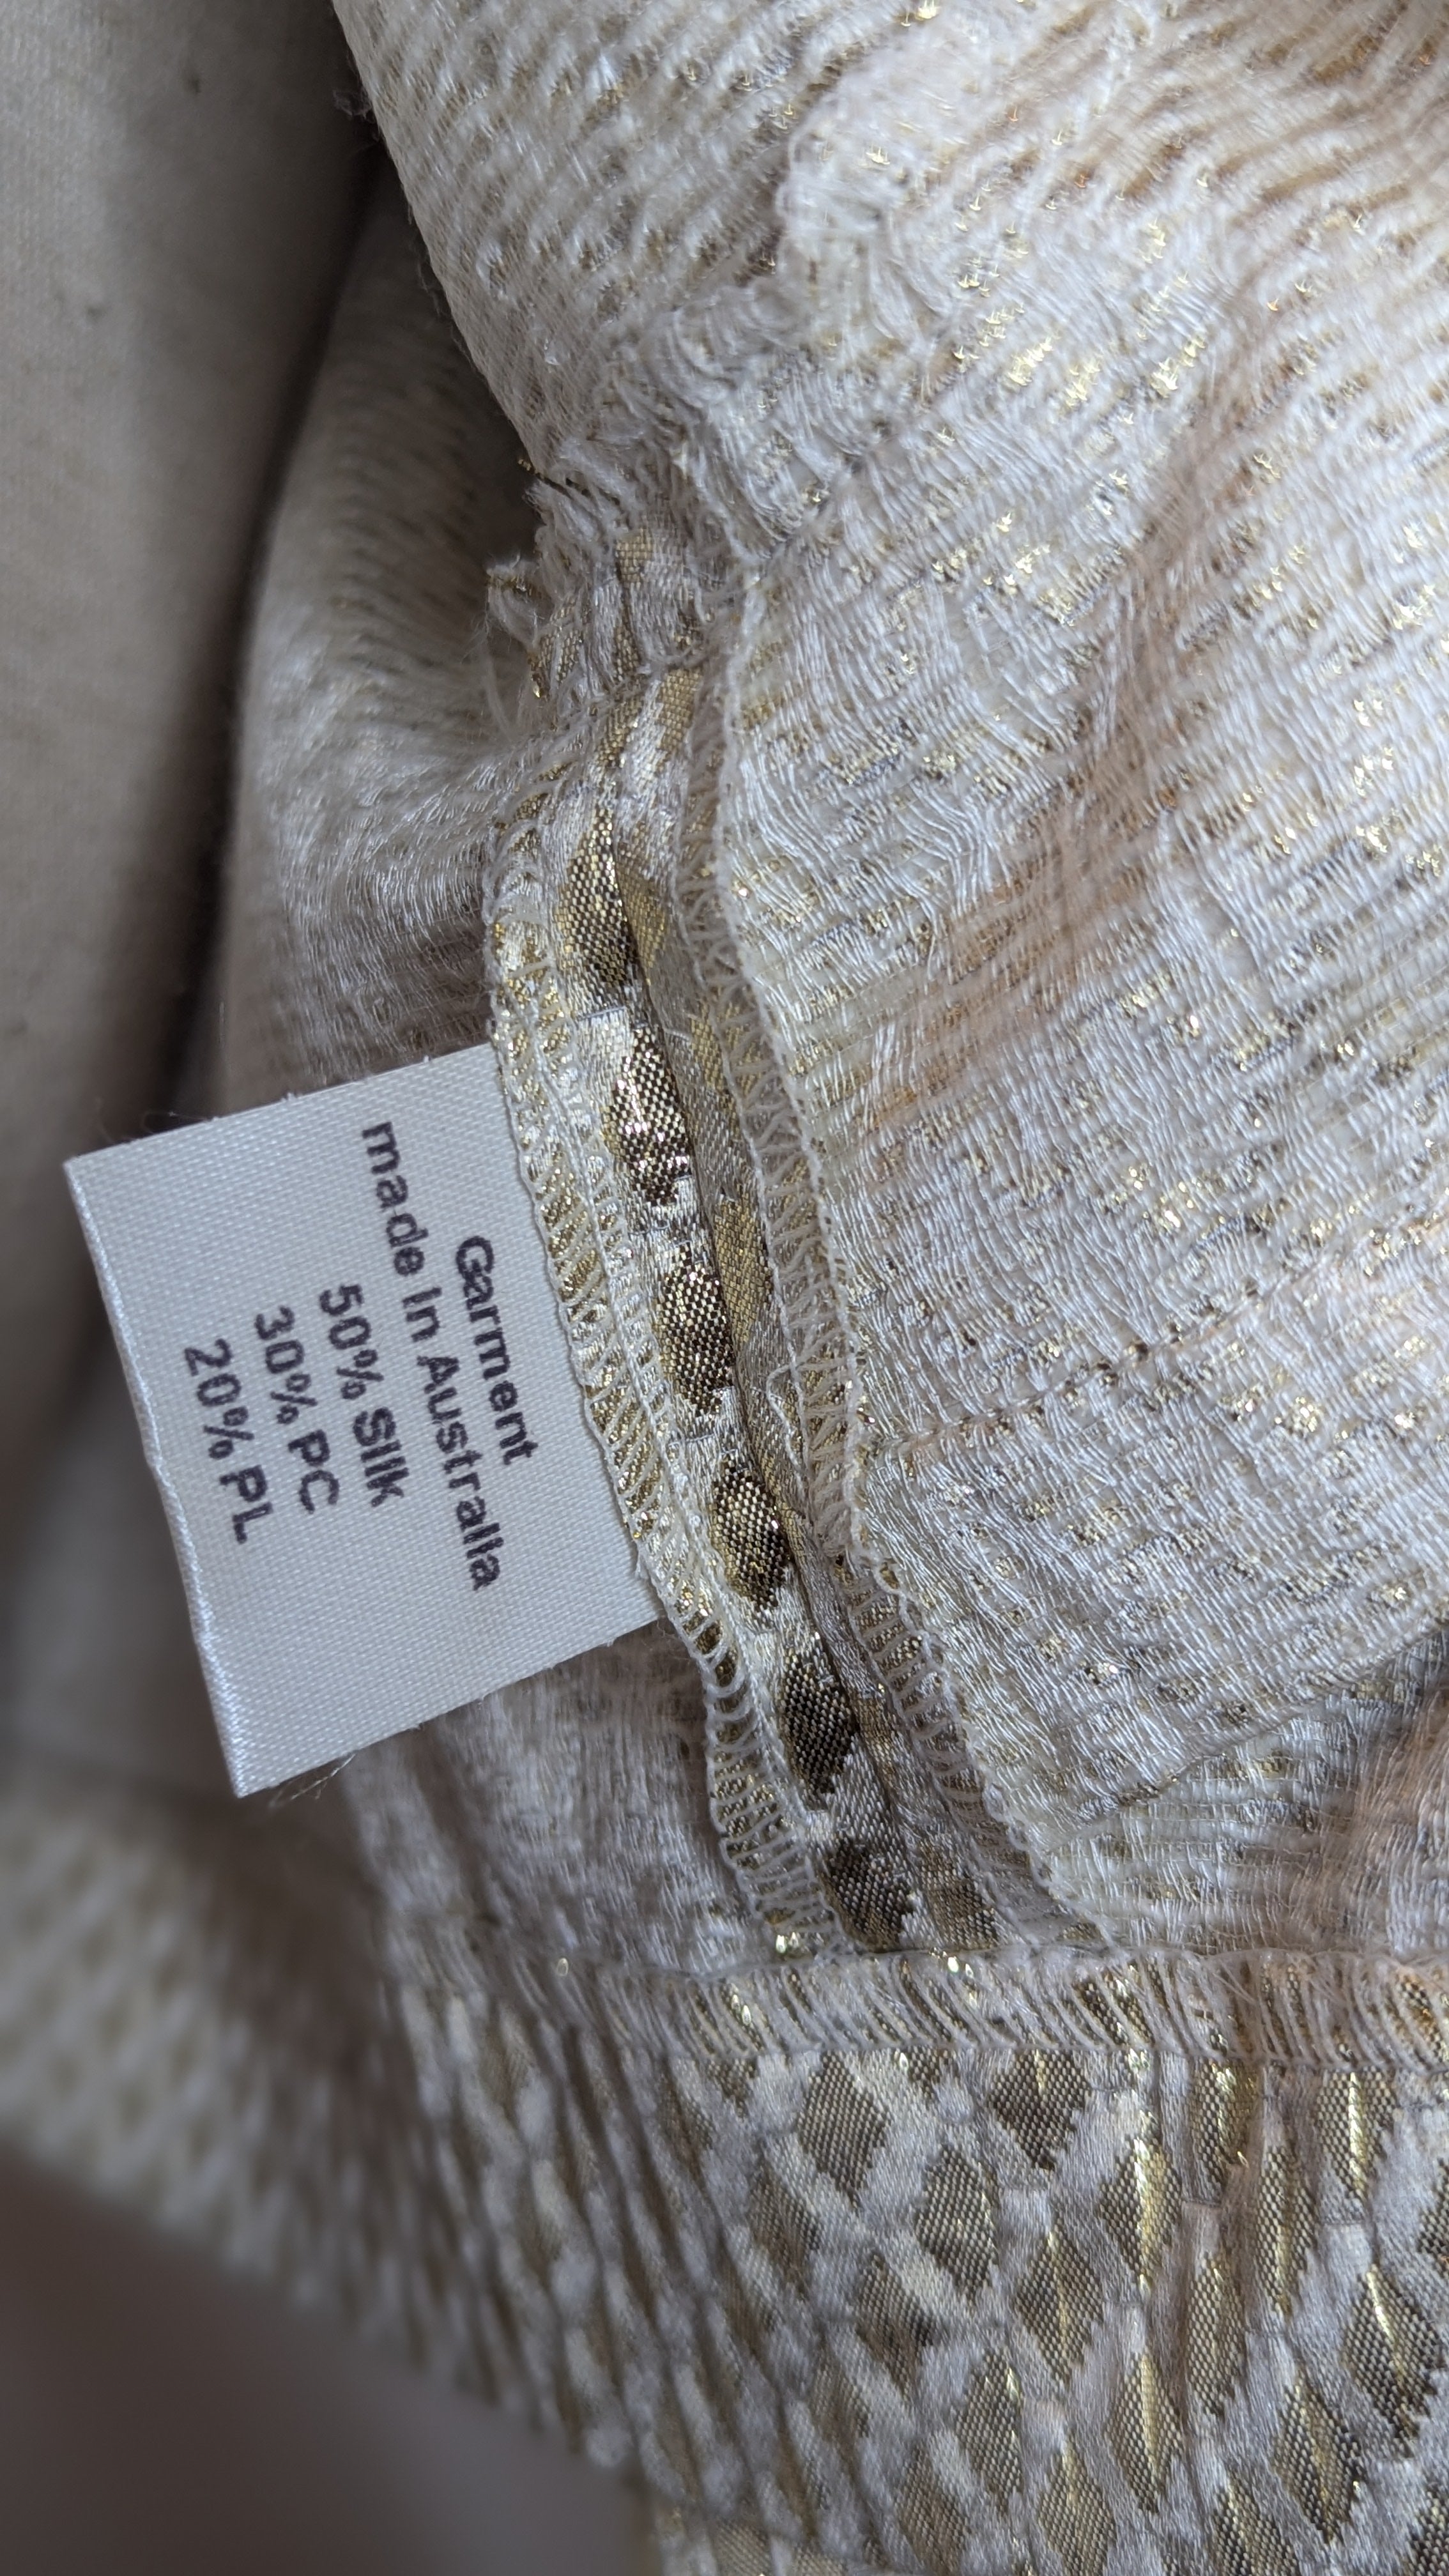 Garment
made in Australia
50% Silk
30% PC
20% PL